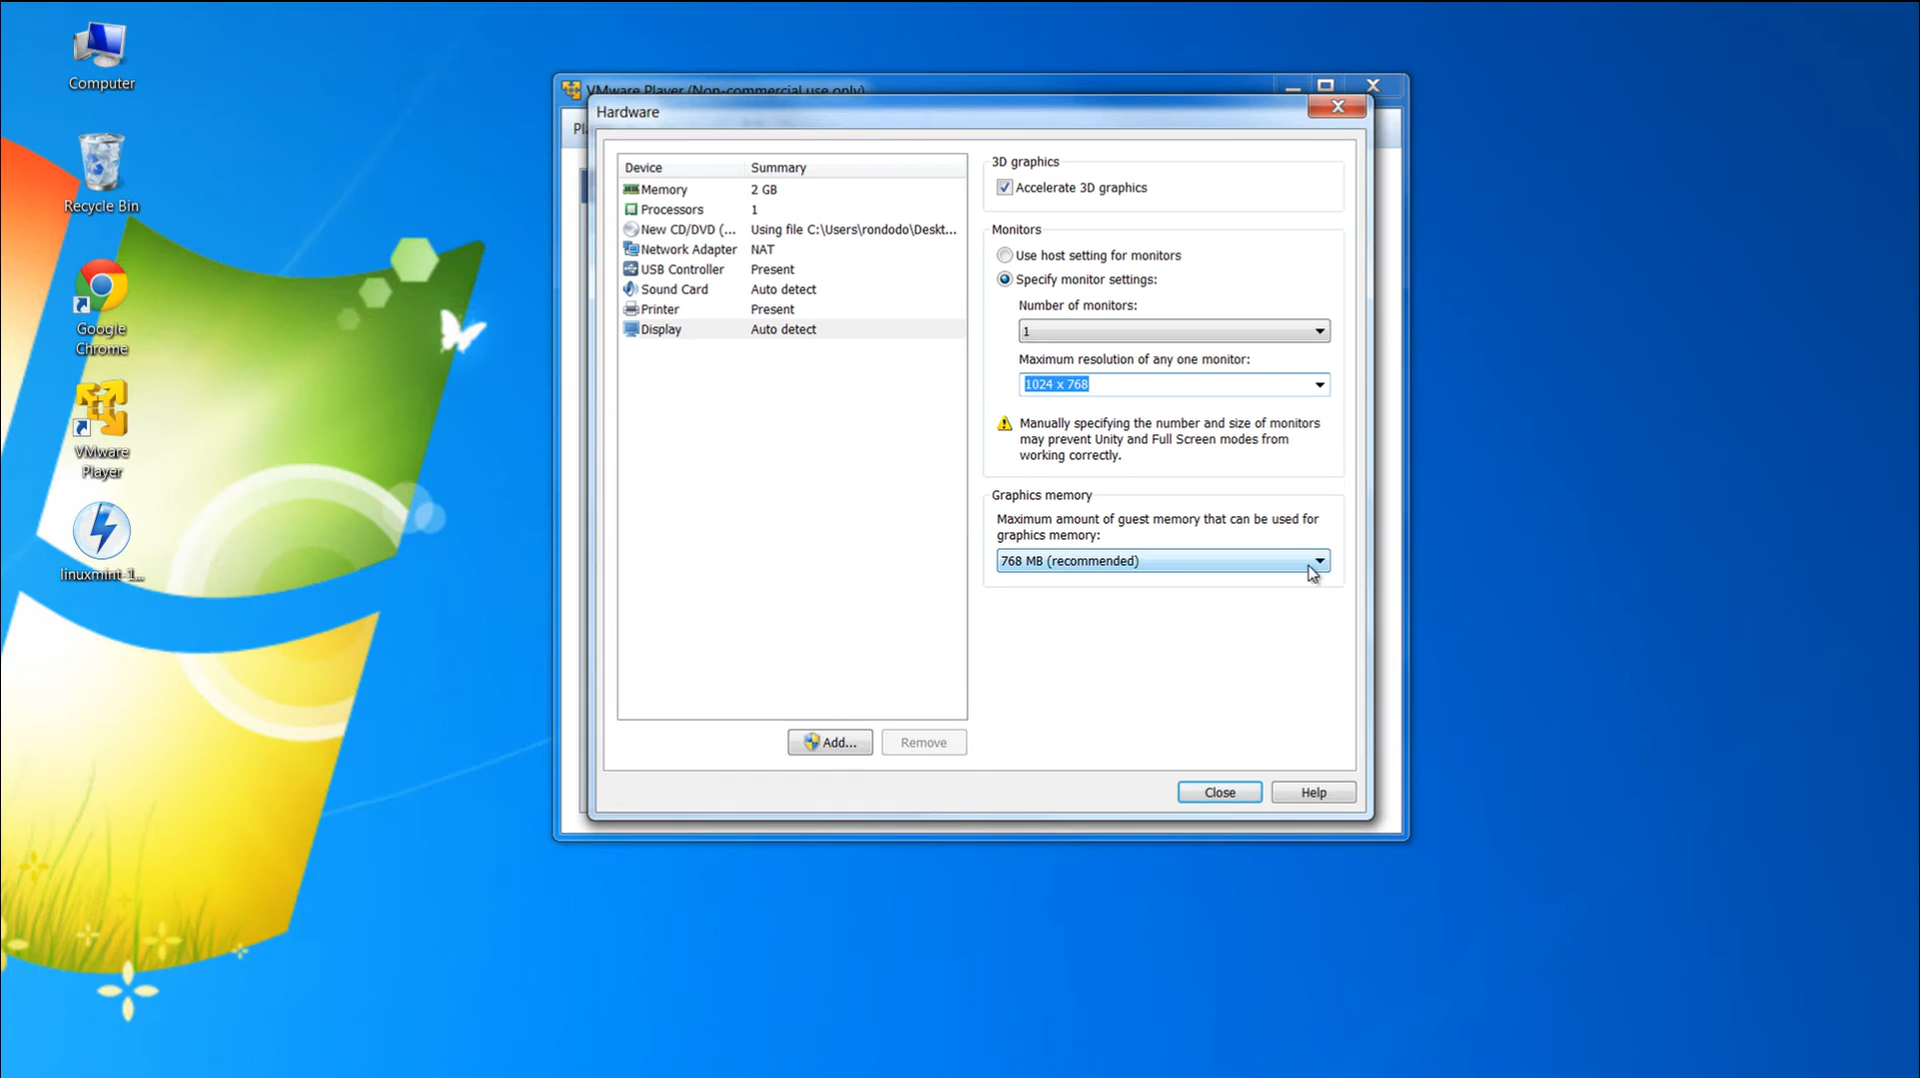 Computer
Recycle Bin
Google
Chrome
VMware
Player
linuxmint-1...
VMware Player (Non-commercial use only)
Pl
Hardware
Device Summary
Memory 2 GB
Processors 1
New CD/DVD (... Using file C:\Users\rondodo\Deskt...
Network Adapter NAT
USB Controller Present
Sound Card Auto detect
Printer Present
Display Auto detect
Add... Remove
3D graphics
Accelerate 3D graphics
Monitors
Use host setting for monitors
Specify monitor settings:
Number of monitors:
1
Maximum resolution of any one monitor:
1024 x 768
Manually specifying the number and size of monitors
may prevent Unity and Full Screen modes from
working correctly.
Graphics memory
Maximum amount of guest memory that can be used for
graphics memory:
768 MB (recommended)
Close Help